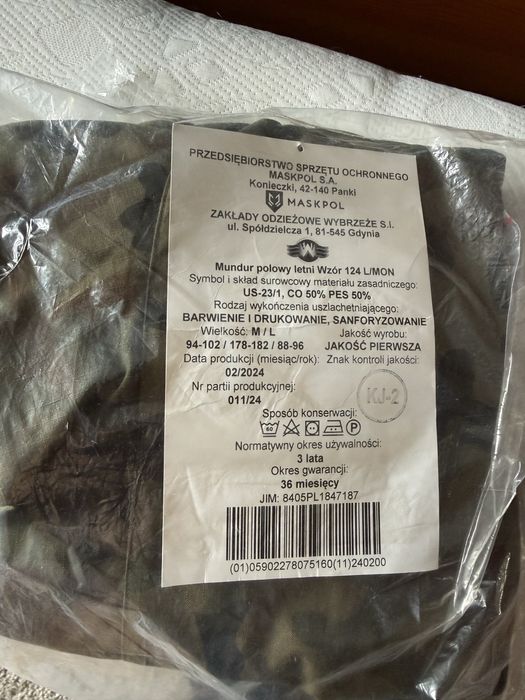 PRZEDSIĘBIORSTWO SPRZĘTU OCHRONNEGO
MASKPOL S.A.
Konieczki, 42-140 Panki
MASKPOL
ZAKŁADY ODZIEŻOWE WYBRZEŻE S.I.
ul. Spółdzielcza 1, 81-545 Gdynia
W
Mundur polowy letni Wzór 124 L/MON
Symbol i skład surowcowy materiału zasadniczego:
US-23/1, CO 50% PES 50%
Rodzaj wykończenia uszlachetniającego:
BARWIENIE I DRUKOWANIE, SANFORYZOWANIE
Wielkość: M / L Jakość wyrobu:
94-102 / 178-182 / 88-96 JAKOŚĆ PIERWSZA
Data produkcji (miesiąc/rok): Znak kontroli jakości:
02/2024
Nr partii produkcyjnej: KJ-2
011/24
Sposób konserwacji:
60 P
Normatywny okres używalności:
3 lata
Okres gwarancji:
36 miesięcy
JIM: 8405PL1847187
(01)05902278075160(11)240200